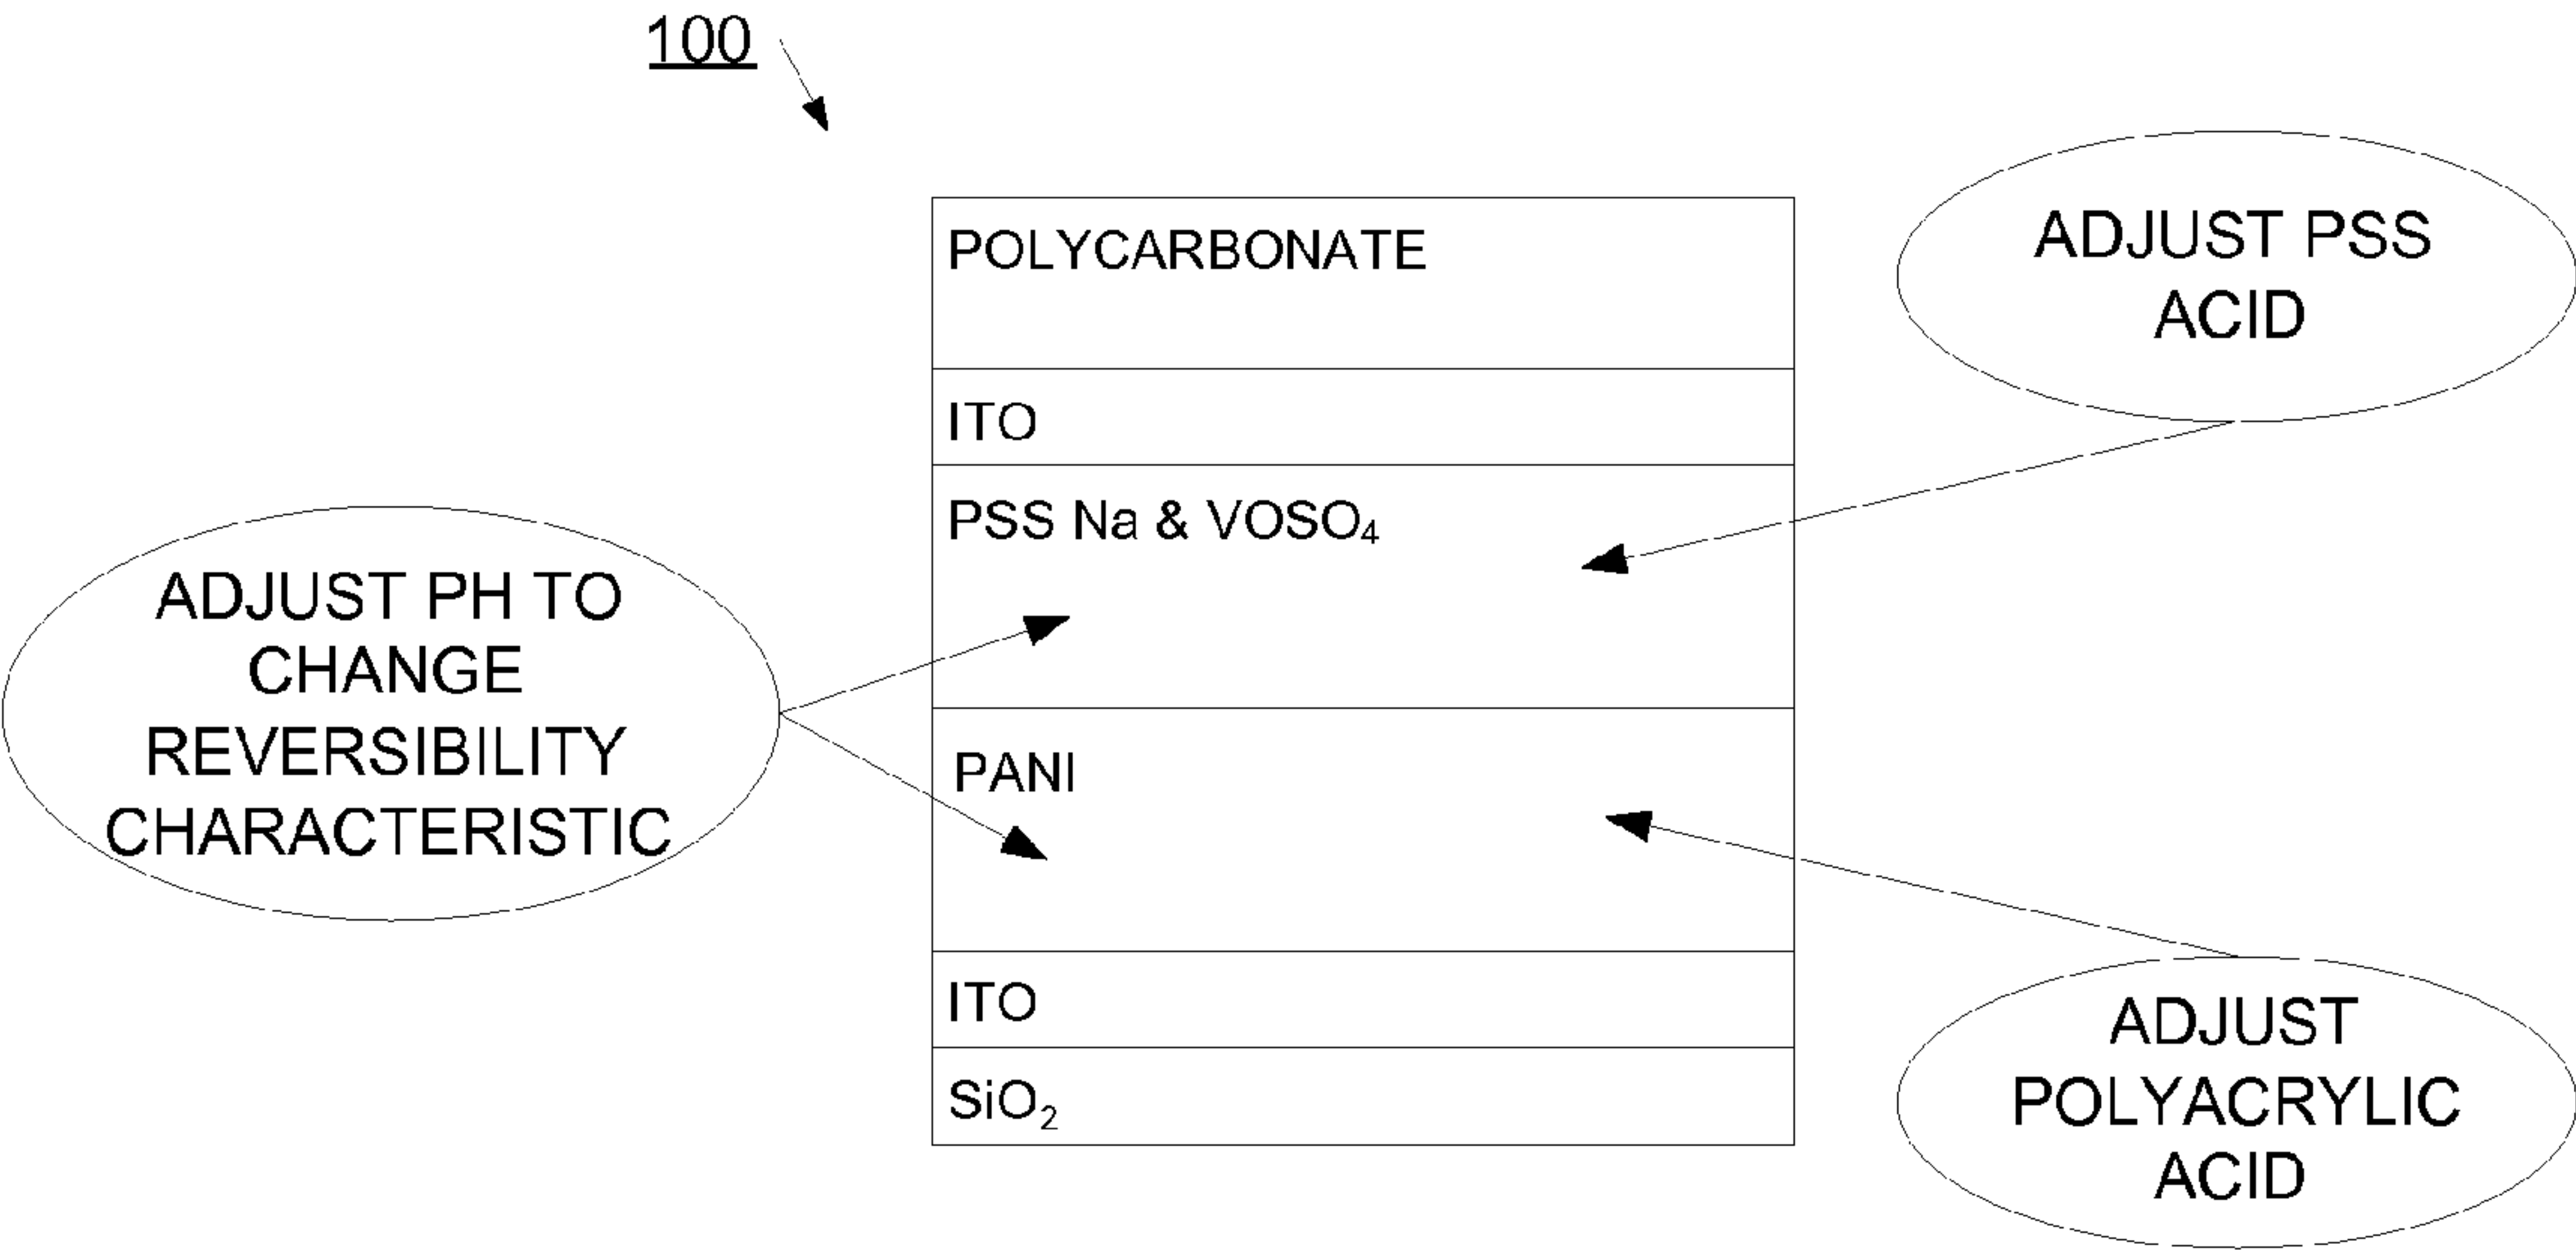 100
POLYCARBONATE
ADJUST PSS
ACID
ITO
PSS Na & VOSO₄
ADJUST PH TO
CHANGE
REVERSIBILITY
CHARACTERISTIC
PANI
ITO
SiO₂
ADJUST
POLYACRYLIC
ACID